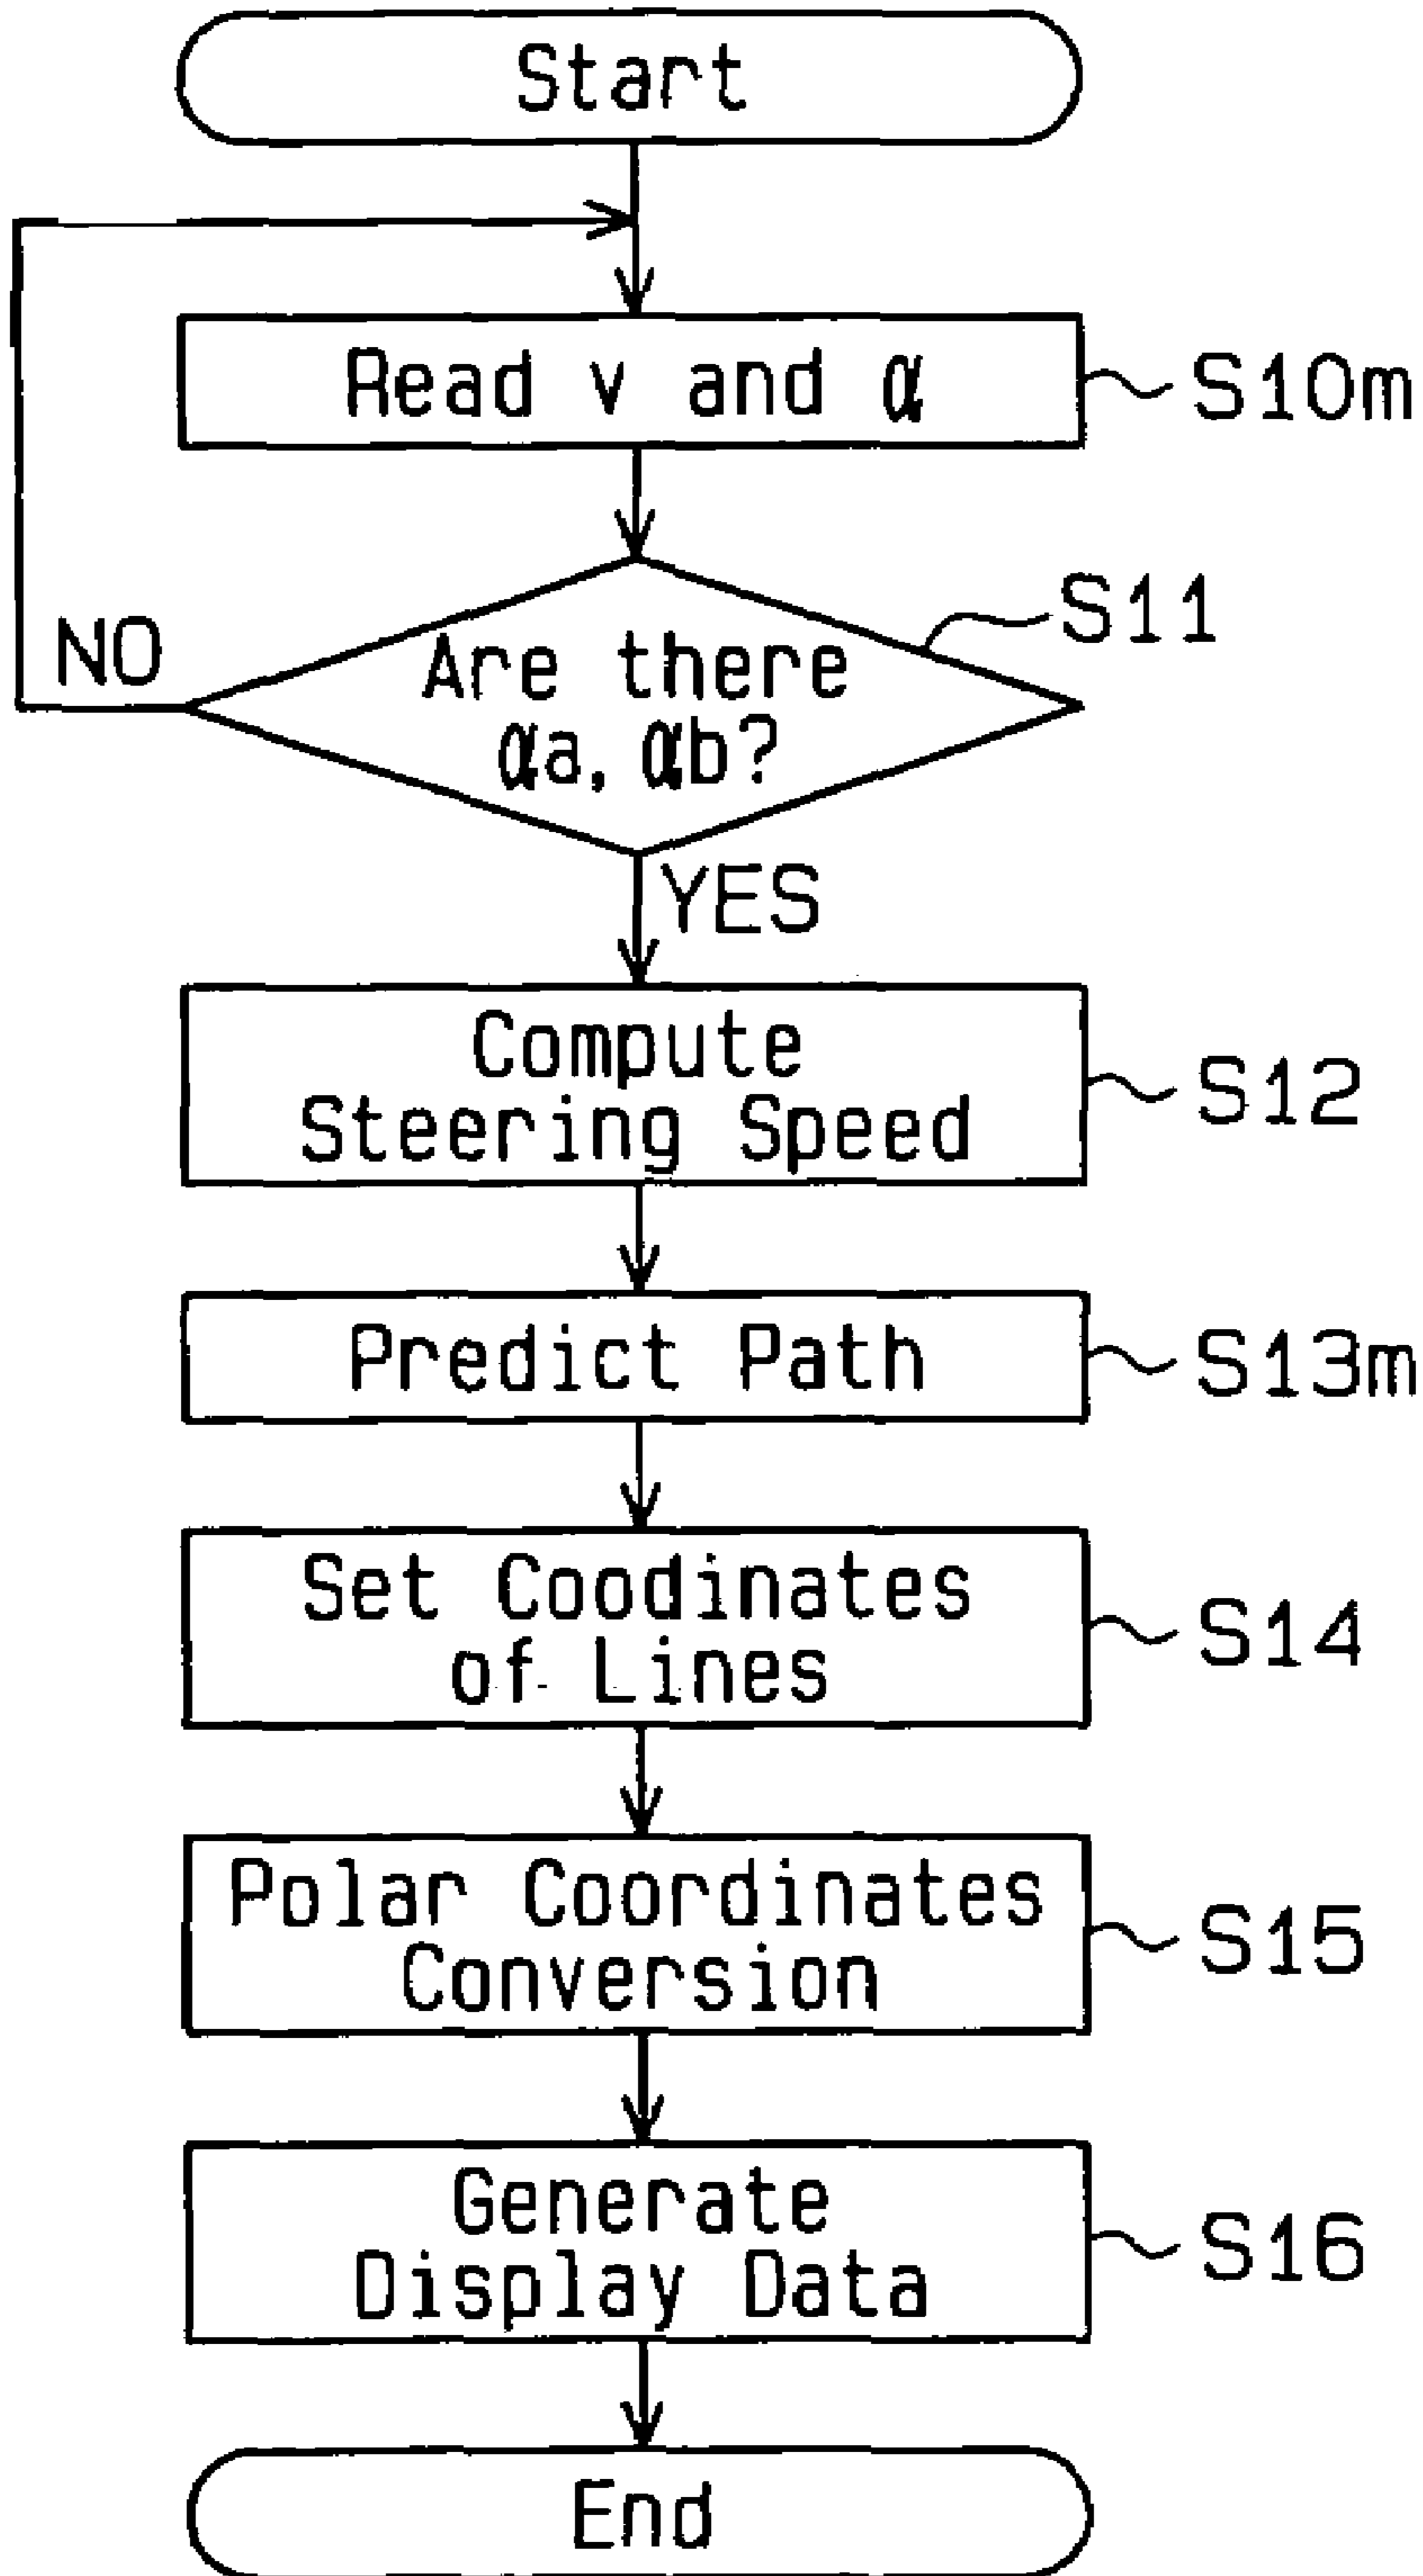 Start
Read v and α
S10m
Are there
αa, αb?
S11
NO
YES
Compute
Steering Speed
S12
Predict Path
S13m
Set Coodinates
of Lines
S14
Polar Coordinates
Conversion
S15
Generate
Display Data
S16
End